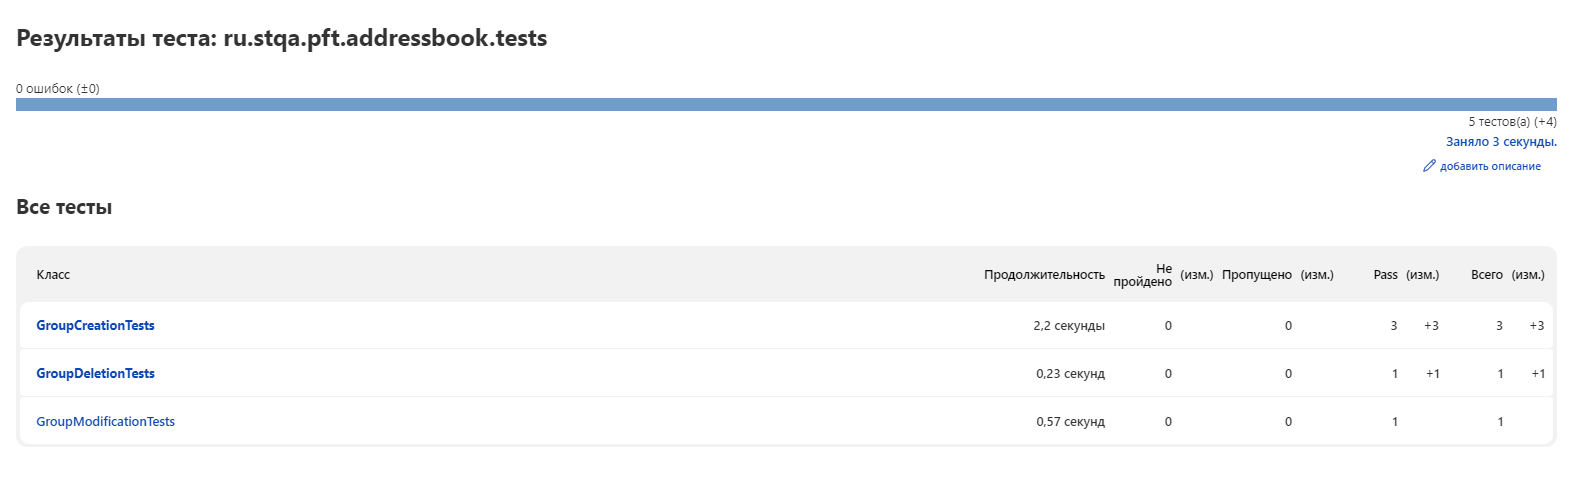 Результаты теста: ru.stqa.pft.addressbook.tests
0 ошибок (±0)
5 тестов(а) (+4)
Заняло 3 секунды.
добавить описание
Все тесты
Класс Продолжительность Не пройдено (изм.) Пропущено (изм.) Pass (изм.) Всего (изм.)
GroupCreationTests 2,2 секунды 0 0 3 +3 3 +3
GroupDeletionTests 0,23 секунд 0 0 1 +1 1 +1
GroupModificationTests 0,57 секунд 0 0 1 1